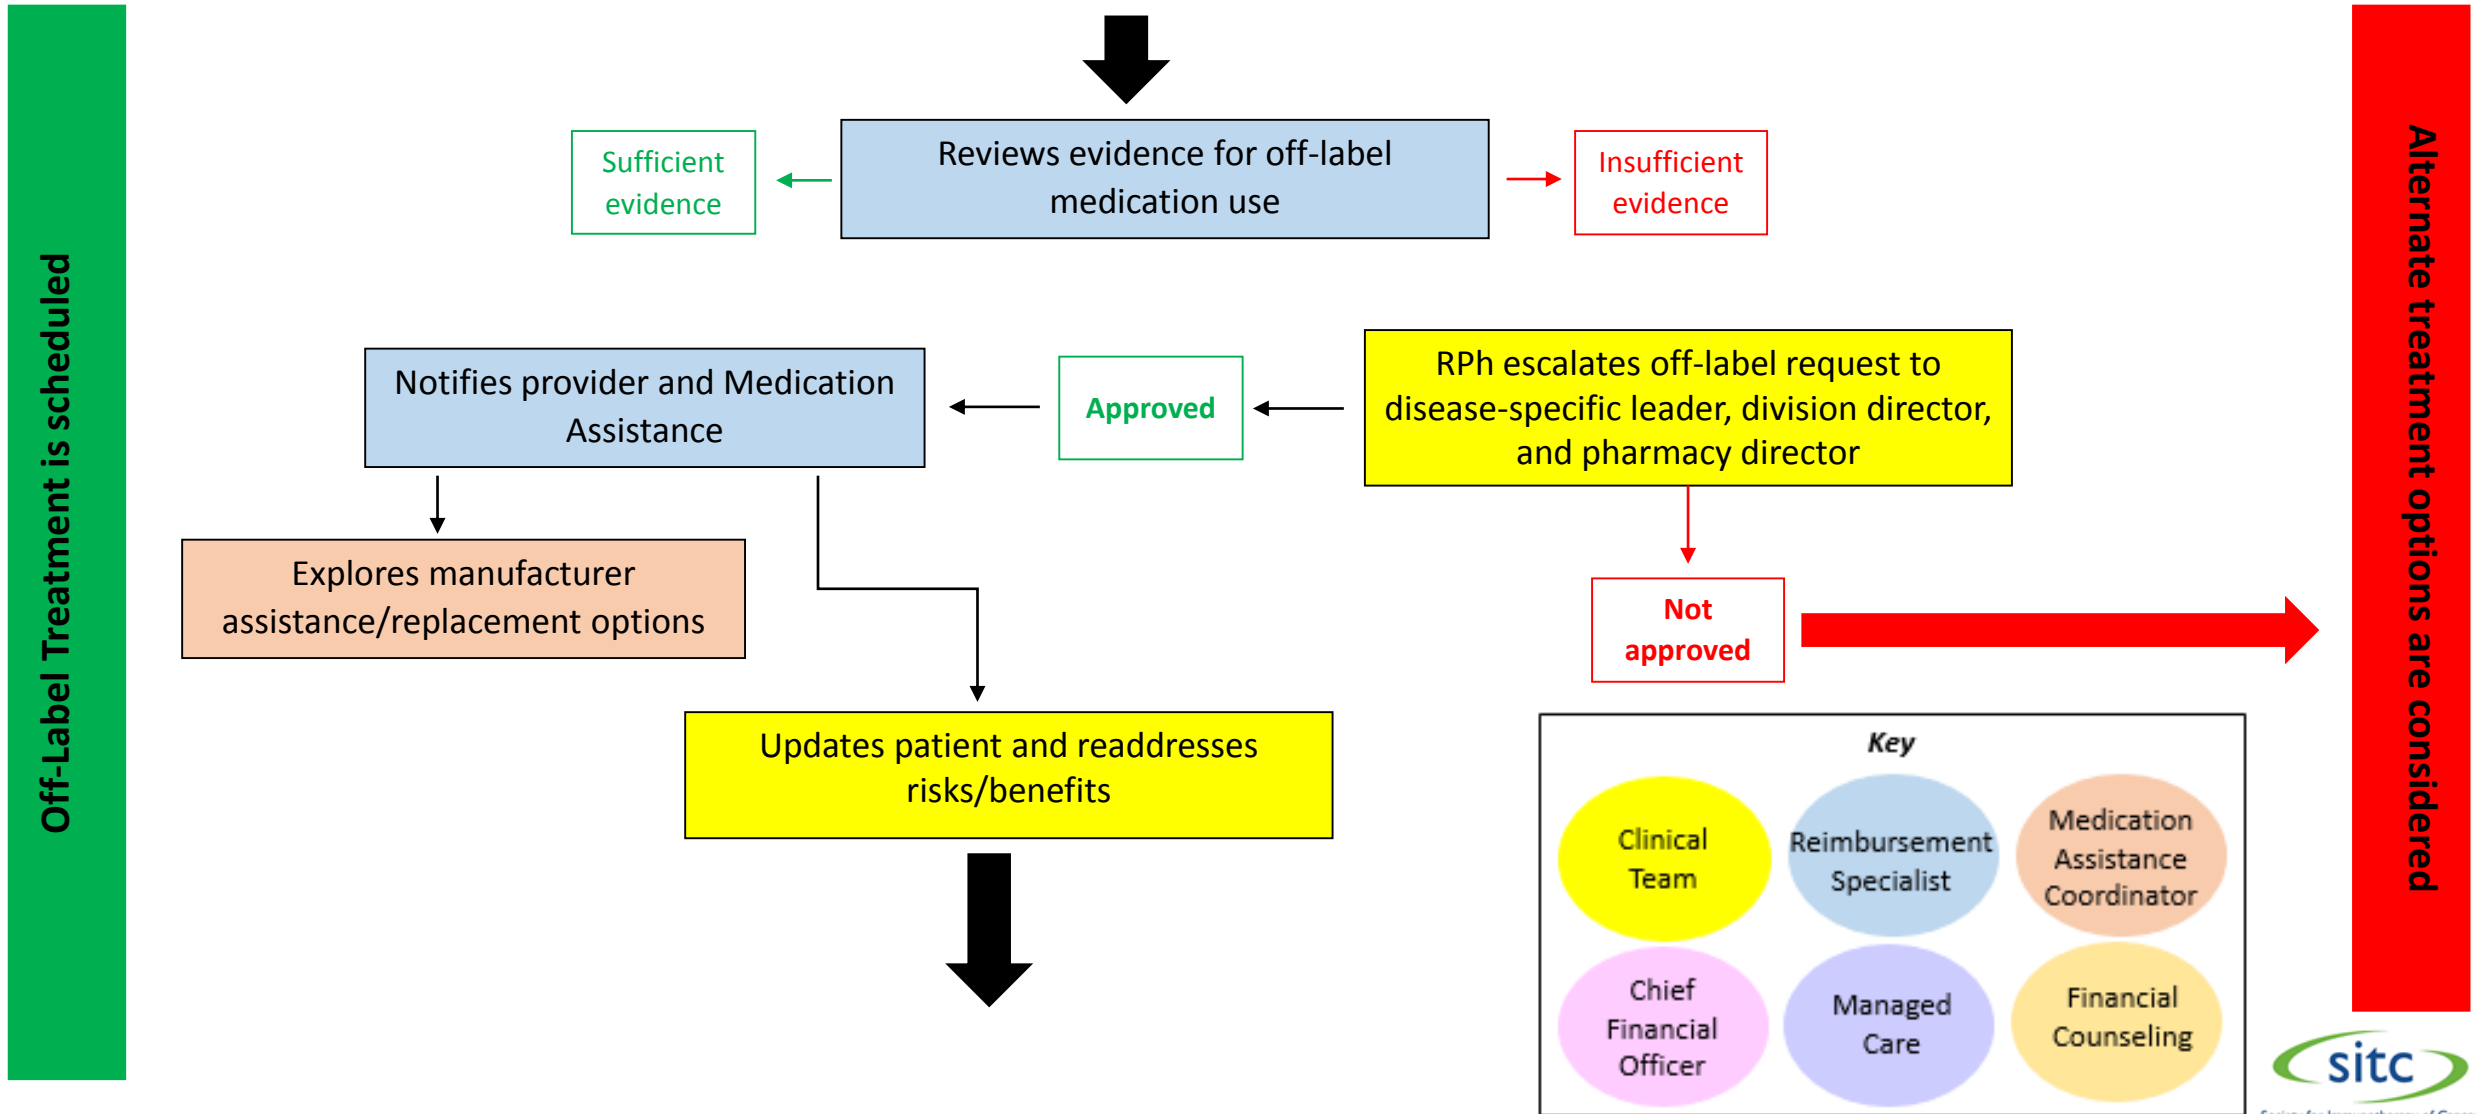 Off-Label Treatment is scheduled
Sufficient
evidence
Reviews evidence for off-label
medication use
Insufficient
evidence
Notifies provider and Medication
Assistance
Approved
RPh escalates off-label request to
disease-specific leader, division director,
and pharmacy director
Explores manufacturer
assistance/replacement options
Not
approved
Updates patient and readdresses
risks/benefits
Key
Clinical
Team
Reimbursement
Specialist
Medication
Assistance
Coordinator
Chief
Financial
Officer
Managed
Care
Financial
Counseling
Alternate treatment options are considered
sitc